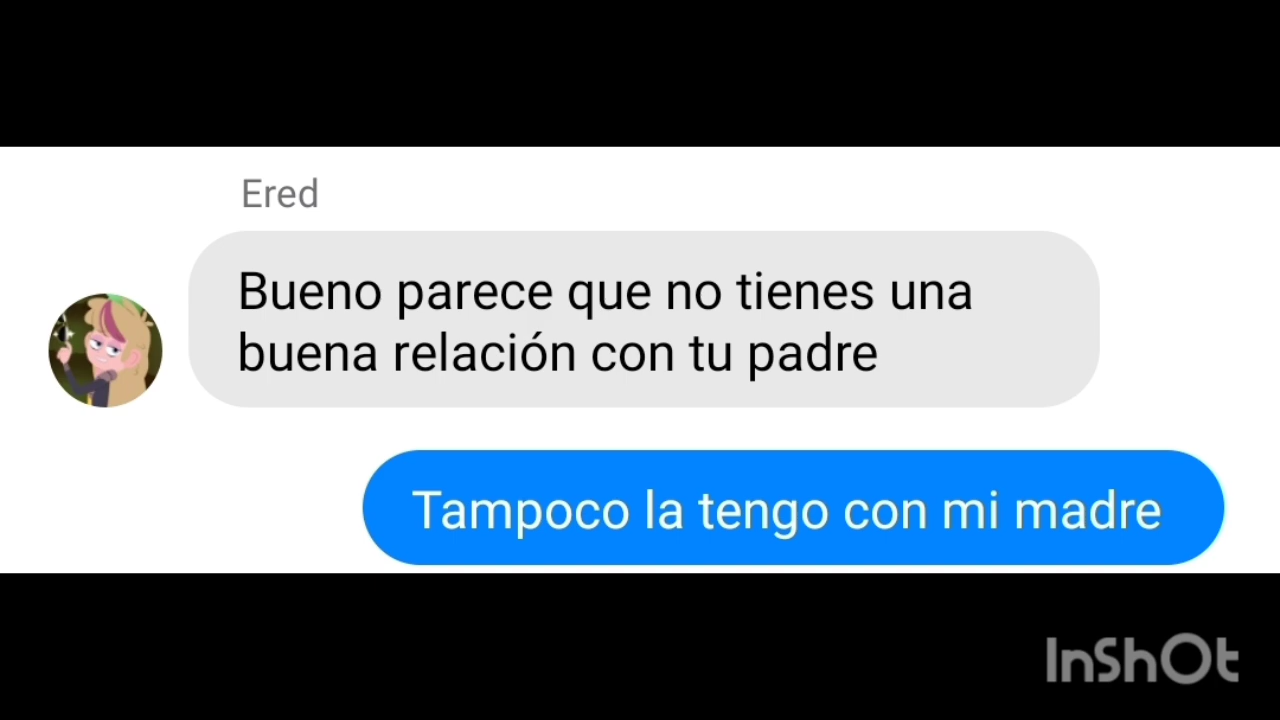 Ered
Bueno parece que no tienes una
buena relación con tu padre
Tampoco la tengo con mi madre
InShOt